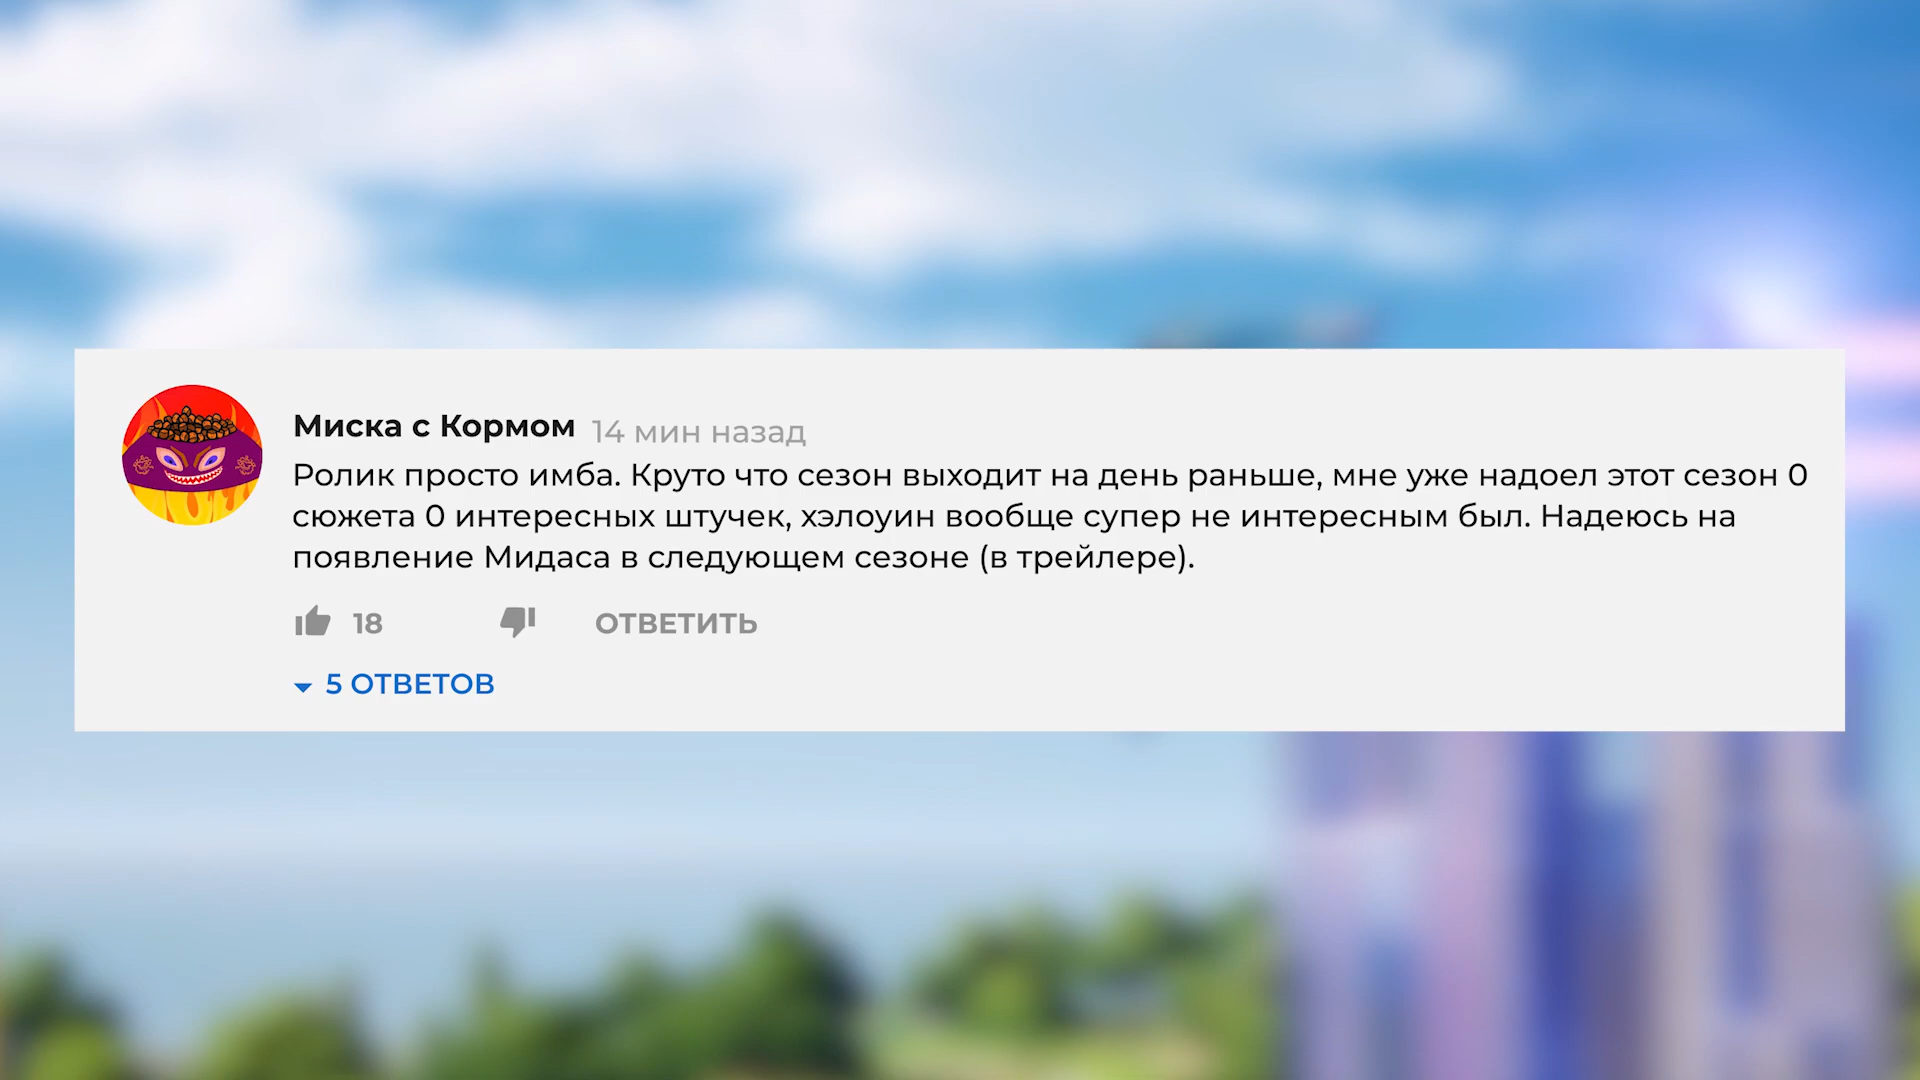 Миска с Кормом 14 мин назад
Ролик просто имба. Круто что сезон выходит на день раньше, мне уже надоел этот сезон 0
сюжета 0 интересных штучек, хэлоуин вообще супер не интересным был. Надеюсь на
появление Мидаса в следующем сезоне (в трейлере).
18 ОТВЕТИТЬ
5 ОТВЕТОВ